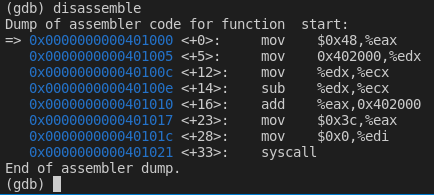 (gdb) disassemble
Dump of assembler code for function _start:
=> 0x0000000000401000 <+0>: mov $0x48,%eax
0x0000000000401005 <+5>: mov 0x402000,%edx
0x000000000040100c <+12>: mov %edx,%ecx
0x000000000040100e <+14>: sub %edx,%ecx
0x0000000000401010 <+16>: add %eax,0x402000
0x0000000000401017 <+23>: mov $0x3c,%eax
0x000000000040101c <+28>: mov $0x0,%edi
0x0000000000401021 <+33>: syscall
End of assembler dump.
(gdb)